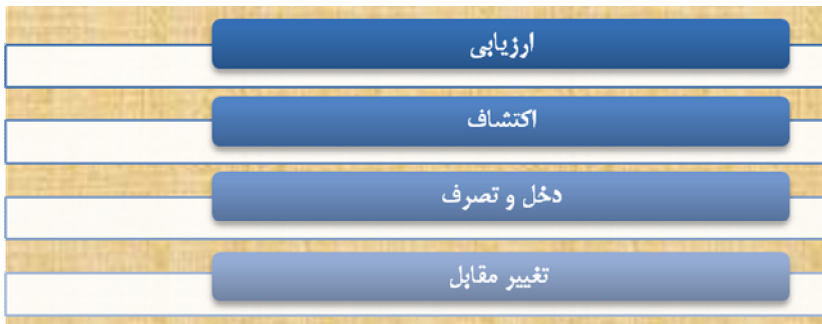 ارزیابی
اکتشاف
دخل و تصرف
تغییر مقابل